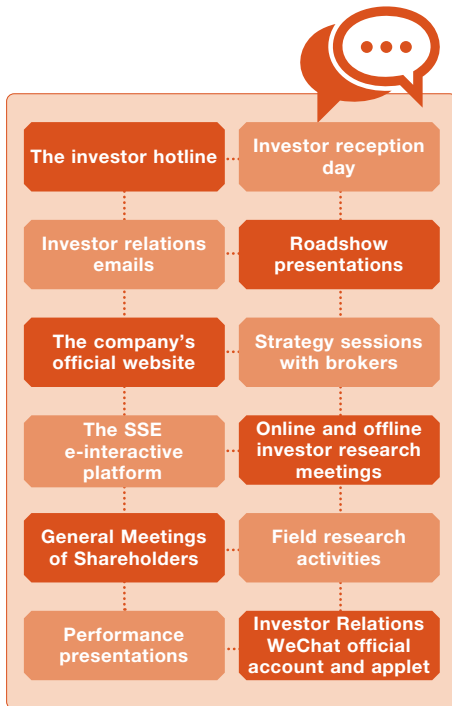 The investor hotline
Investor reception
day
Investor relations
emails
Roadshow
presentations
The company's
official website
Strategy sessions
with brokers
The SSE
e-interactive
platform
Online and offline
investor research
meetings
General Meetings
of Shareholders
Field research
activities
Performance
presentations
Investor Relations
WeChat official
account and applet